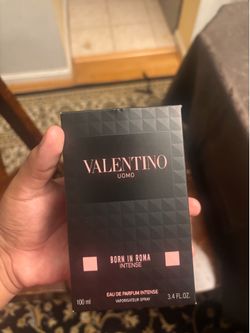 VALENTINO
UOMO
BORN IN ROMA
INTENSE
EAU DE PARFUM INTENSE
100 ml VAPORISATEUR SPRAY 3.4 FL.OZ.